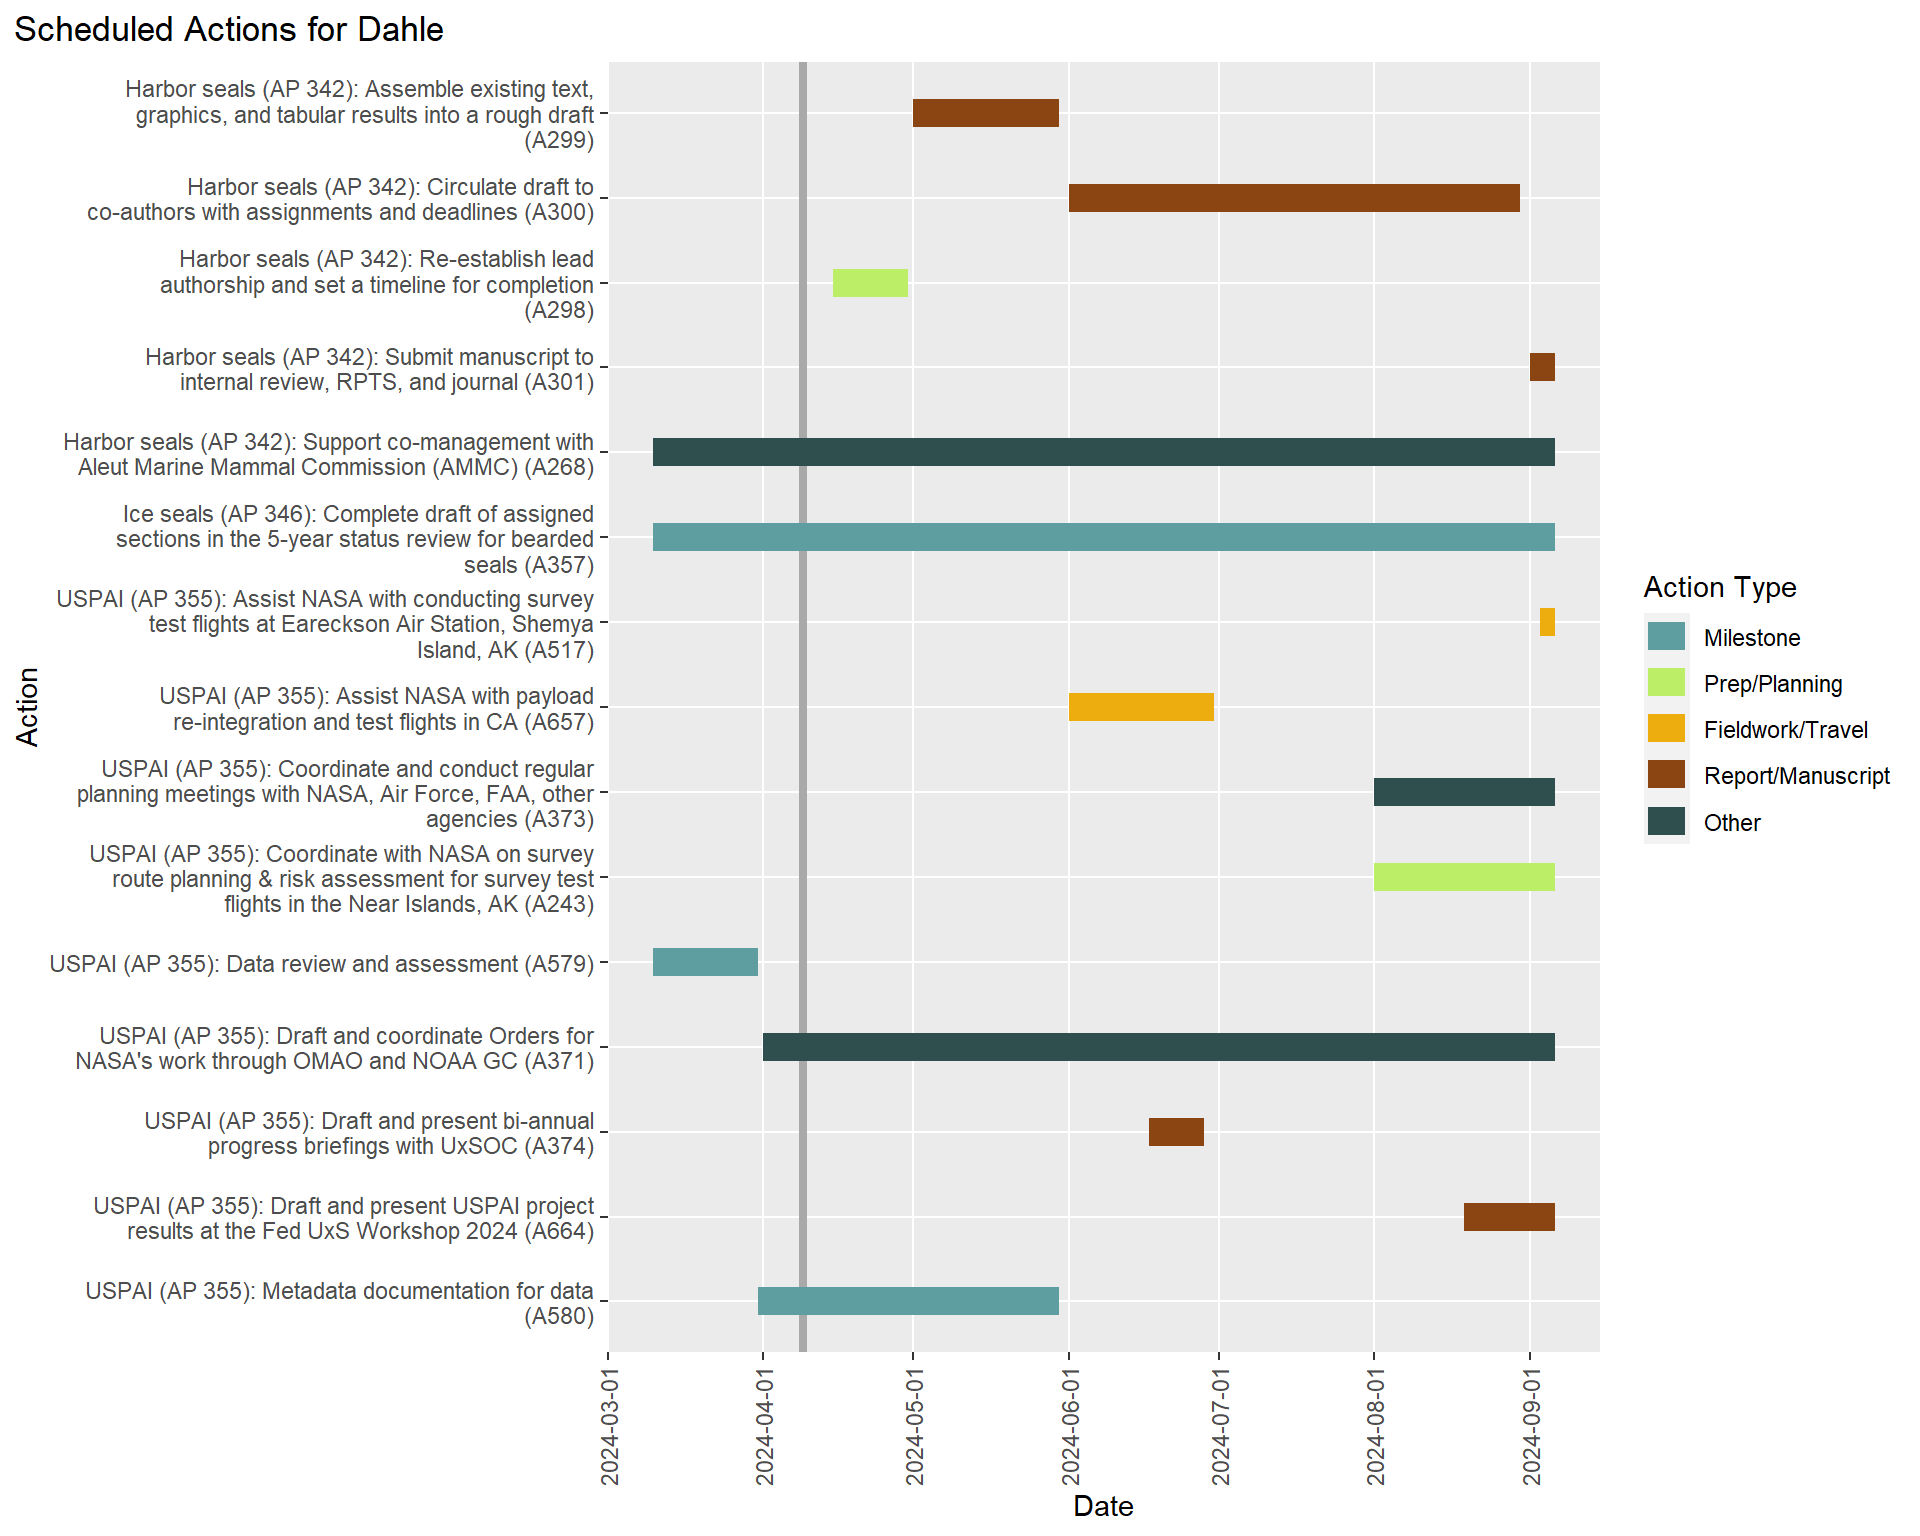 Scheduled Actions for Dahle
Harbor seals (AP 342): Assemble existing text,
graphics, and tabular results into a rough draft
(A299)
Harbor seals (AP 342): Circulate draft to
co-authors with assignments and deadlines (A300)
Harbor seals (AP 342): Re-establish lead
authorship and set a timeline for completion
(A298)
Harbor seals (AP 342): Submit manuscript to
internal review, RPTS, and journal (A301)
Harbor seals (AP 342): Support co-management with
Aleut Marine Mammal Commission (AMMC) (A268)
Ice seals (AP 346): Complete draft of assigned
sections in the 5-year status review for bearded
seals (A357)
USPAI (AP 355): Assist NASA with conducting survey
test flights at Eareckson Air Station, Shemya
Island, AK (A517)
USPAI (AP 355): Assist NASA with payload
re-integration and test flights in CA (A657)
USPAI (AP 355): Coordinate and conduct regular
planning meetings with NASA, Air Force, FAA, other
agencies (A373)
USPAI (AP 355): Coordinate with NASA on survey
route planning & risk assessment for survey test
flights in the Near Islands, AK (A243)
USPAI (AP 355): Data review and assessment (A579)
USPAI (AP 355): Draft and coordinate Orders for
NASA's work through OMAO and NOAA GC (A371)
USPAI (AP 355): Draft and present bi-annual
progress briefings with UxSOC (A374)
USPAI (AP 355): Draft and present USPAI project
results at the Fed UxS Workshop 2024 (A664)
USPAI (AP 355): Metadata documentation for data
(A580)
Action
2024-03-01
2024-04-01
2024-05-01
2024-06-01
2024-07-01
2024-08-01
2024-09-01
Date
Action Type
Milestone
Prep/Planning
Fieldwork/Travel
Report/Manuscript
Other